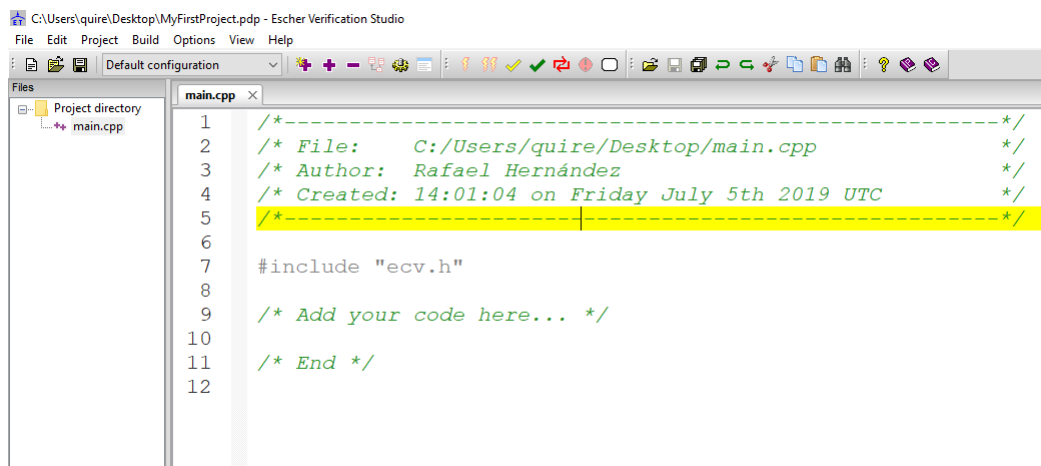 C:\Users\quire\Desktop\MyFirstProject.pdp - Escher Verification Studio
File Edit Project Build Options View Help
Default configuration
Files
Project directory
main.cpp
main.cpp
1 /*-------------------------------------------------------*/
2 /* File:    C:/Users/quire/Desktop/main.cpp              */
3 /* Author:  Rafael Hernández                             */
4 /* Created: 14:01:04 on Friday July 5th 2019 UTC         */
5 /*-------------------------------------------------------*/
6
7 #include "ecv.h"
8
9 /* Add your code here... */
10
11 /* End */
12